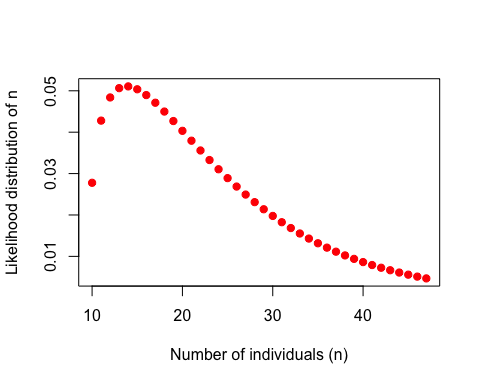 Likelihood distribution of n
0.05
0.03
0.01
10 20 30 40
Number of individuals (n)